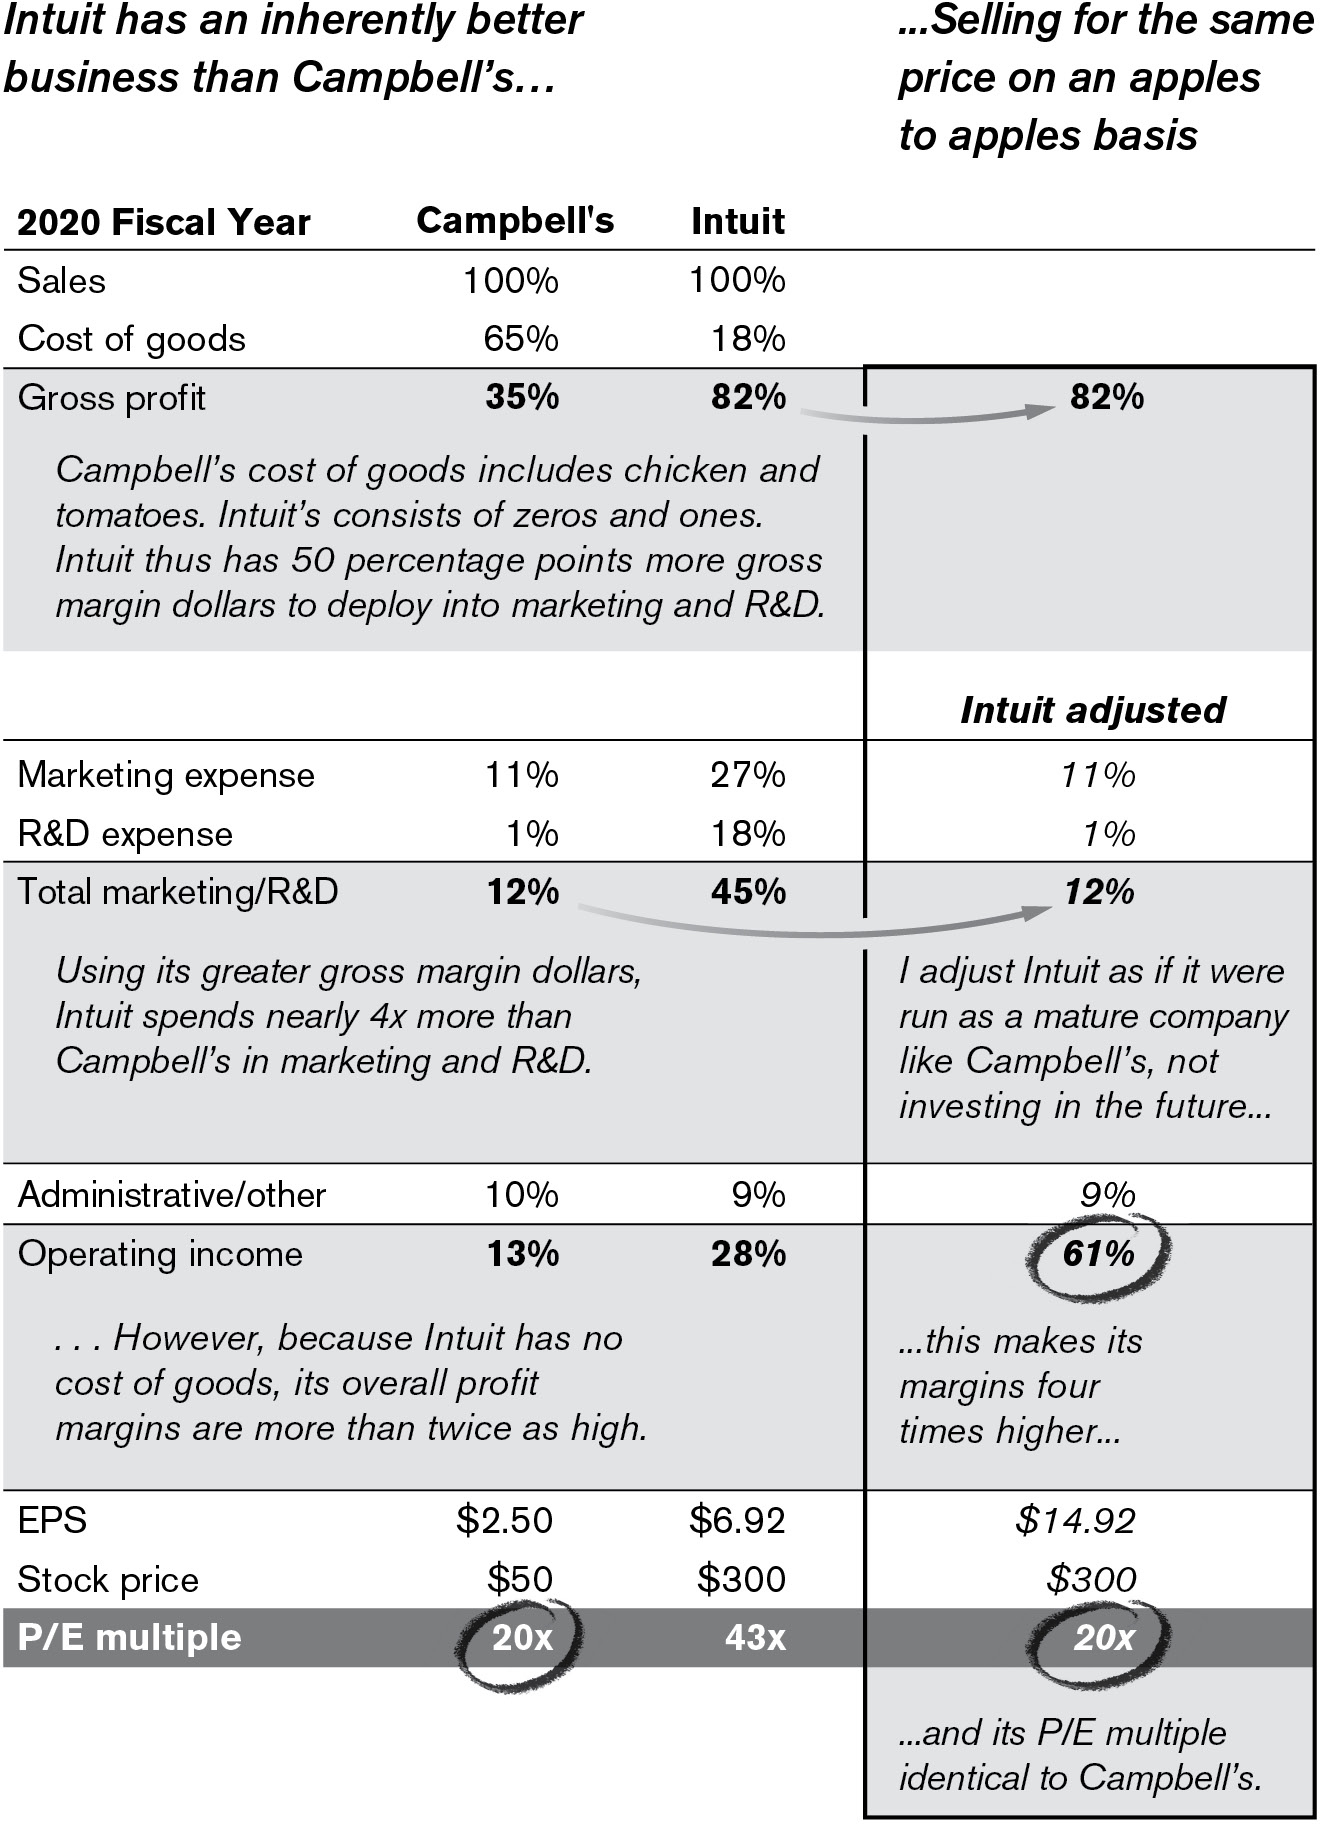 Intuit has an inherently better
business than Campbell’s…
...Selling for the same
price on an apples
to apples basis
2020 Fiscal Year Campbell's Intuit
Sales 100% 100%
Cost of goods 65% 18%
Gross profit 35% 82% 82%
Campbell’s cost of goods includes chicken and
tomatoes. Intuit’s consists of zeros and ones.
Intuit thus has 50 percentage points more gross
margin dollars to deploy into marketing and R&D.
Intuit adjusted
Marketing expense 11% 27% 11%
R&D expense 1% 18% 1%
Total marketing/R&D 12% 45% 12%
Using its greater gross margin dollars,
Intuit spends nearly 4x more than
Campbell’s in marketing and R&D.
I adjust Intuit as if it were
run as a mature company
like Campbell’s, not
investing in the future...
Administrative/other 10% 9% 9%
Operating income 13% 28% 61%
. . . However, because Intuit has no
cost of goods, its overall profit
margins are more than twice as high.
...this makes its
margins four
times higher...
EPS $2.50 $6.92 $14.92
Stock price $50 $300 $300
P/E multiple 20x 43x 20x
...and its P/E multiple
identical to Campbell’s.